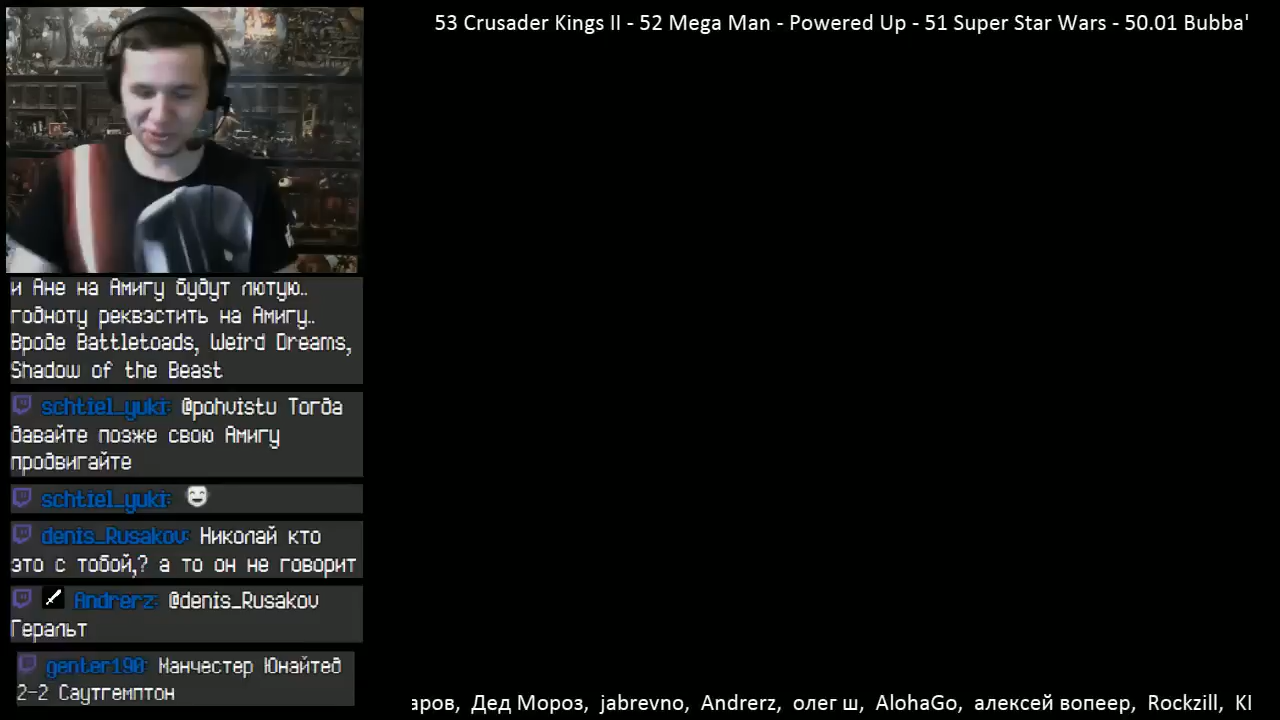 53 Crusader Kings II - 52 Mega Man - Powered Up - 51 Super Star Wars - 50.01 Bubba'
и Ане на Амигу будут лютую..
годноту реквэстить на Амигу..
Вроде Battletoads, Weird Dreams,
Shadow of the Beast
schtiel_yuki: @pohvistu Тогда
давайте позже свою Амигу
продвигайте
schtiel_yuki:
denis_Rusakov: Николай кто
это с тобой,? а то он не говорит
Andrerz: @denis_Rusakov
Геральт
genter190: Манчестер Юнайтед
2-2 Саутгемптон
аров, Дед Мороз, jabrevno, Andrerz, олег ш, AlohaGo, алексей вопеер, Rockzill, KI